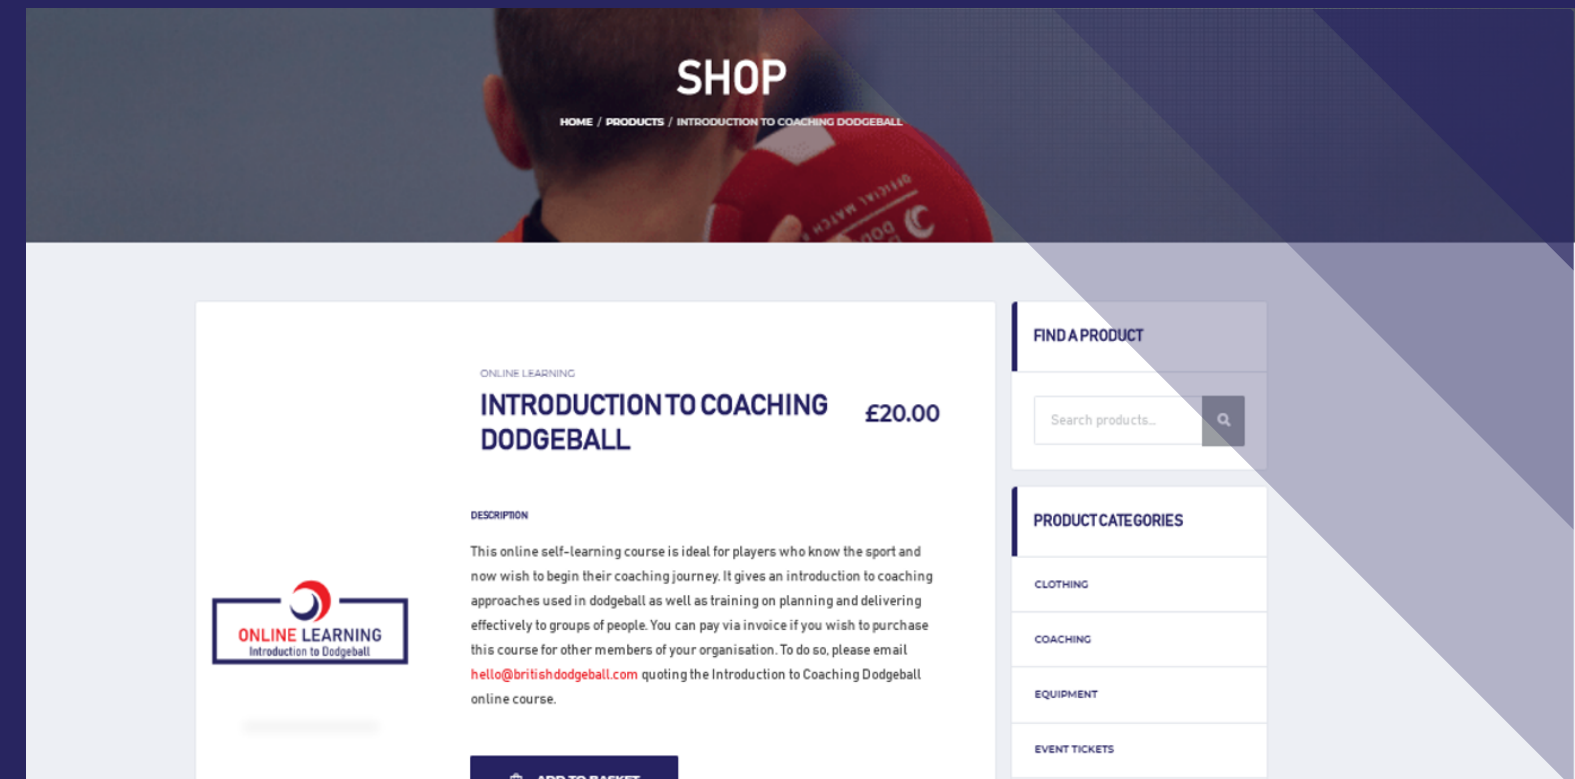 SHOP
HOME / PRODUCTS / INTRODUCTION TO COACHING DODGEBALL
OFFICIAL MATCH
ONLINE LEARNING
INTRODUCTION TO COACHING
DODGEBALL
£20.00
DESCRIPTION
This online self-learning course is ideal for players who know the sport and
now wish to begin their coaching journey. It gives an introduction to coaching
approaches used in dodgeball as well as training on planning and delivering
effectively to groups of people. You can pay via invoice if you wish to purchase
this course for other members of your organisation. To do so, please email
hello@britishdodgeball.com quoting the Introduction to Coaching Dodgeball
online course.
ADD TO BASKET
ONLINE LEARNING
Introduction to Dodgeball
FIND A PRODUCT
Search products...
PRODUCT CATEGORIES
CLOTHING
COACHING
EQUIPMENT
EVENT TICKETS